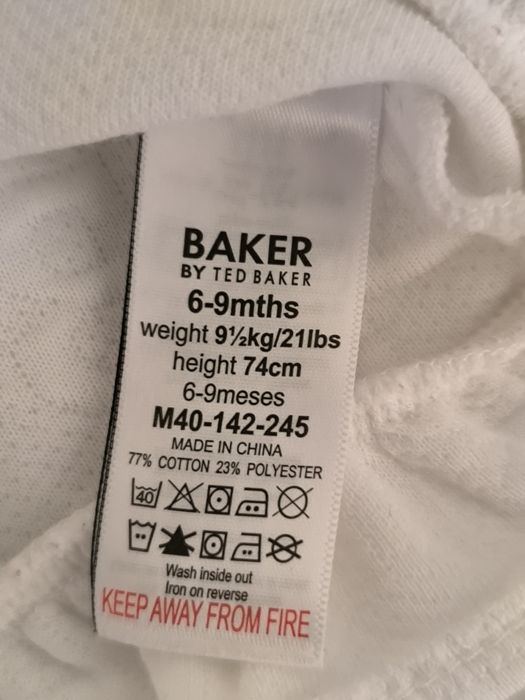 BAKER
BY TED BAKER
6-9mths
weight 9½kg/21lbs
height 74cm
6-9meses
M40-142-245
MADE IN CHINA
77% COTTON 23% POLYESTER
40
Wash inside out
Iron on reverse
KEEP AWAY FROM FIRE